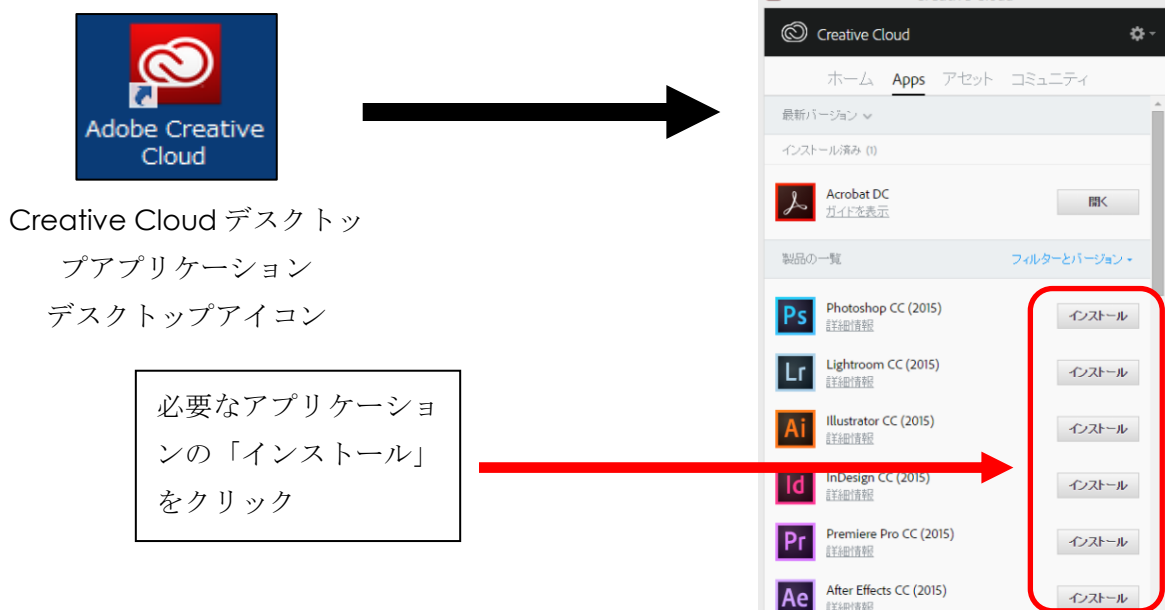 Adobe Creative
Cloud
Creative Cloud デスクトッ
プアプリケーション
デスクトップアイコン
必要なアプリケーショ
ンの「インストール」
をクリック
Creative Cloud
ホーム Apps アセット コミュニティ
最新バージョン
インストール済み (1)
Acrobat DC
ガイドを表示
開く
製品の一覧
フィルターとバージョン
Ps
Photoshop CC (2015)
詳細情報
インストール
Lr
Lightroom CC (2015)
詳細情報
インストール
Ai
Illustrator CC (2015)
詳細情報
インストール
Id
InDesign CC (2015)
詳細情報
インストール
Pr
Premiere Pro CC (2015)
詳細情報
インストール
Ae
After Effects CC (2015)
詳細情報
インストール